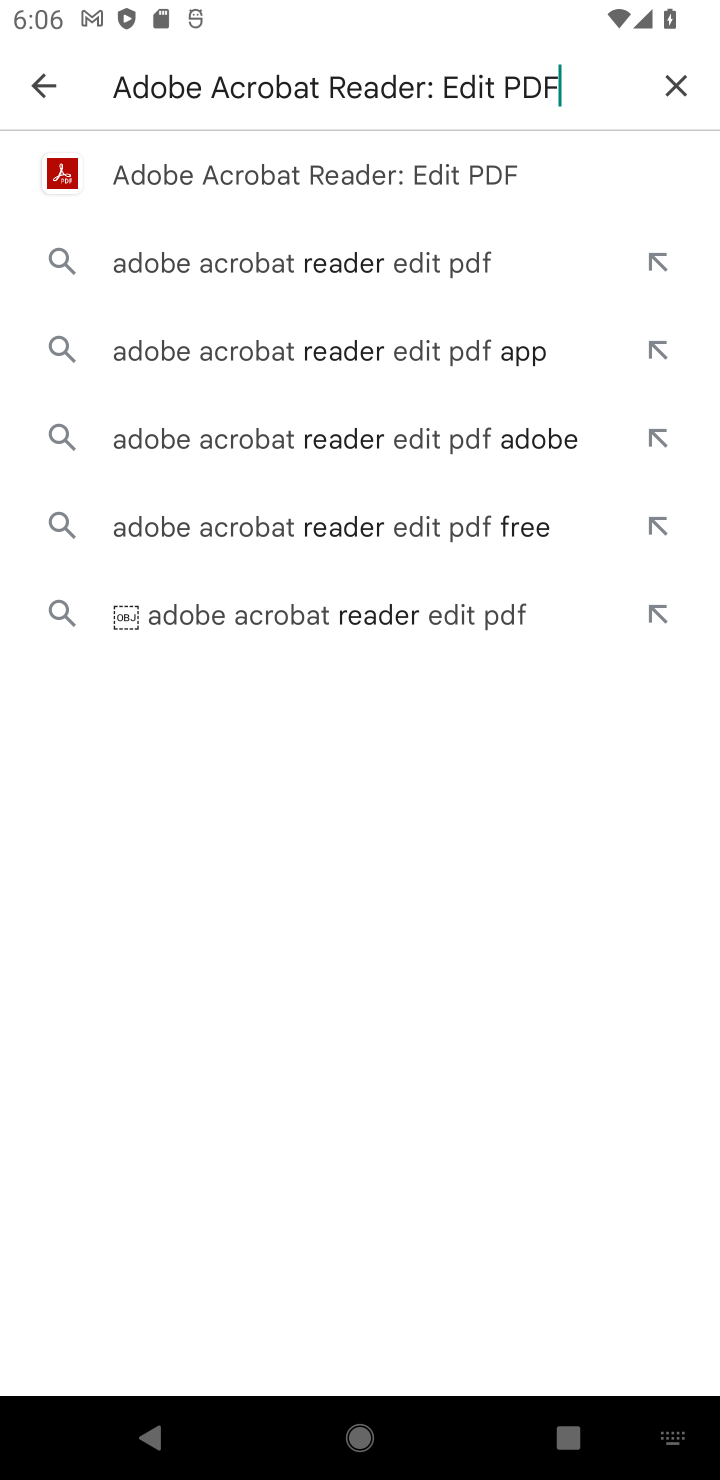 6:06
Adobe Acrobat Reader: Edit PDF
Adobe Acrobat Reader: Edit PDF
adobe acrobat reader edit pdf
adobe acrobat reader edit pdf app
adobe acrobat reader edit pdf adobe
adobe acrobat reader edit pdf free
OBJ adobe acrobat reader edit pdf